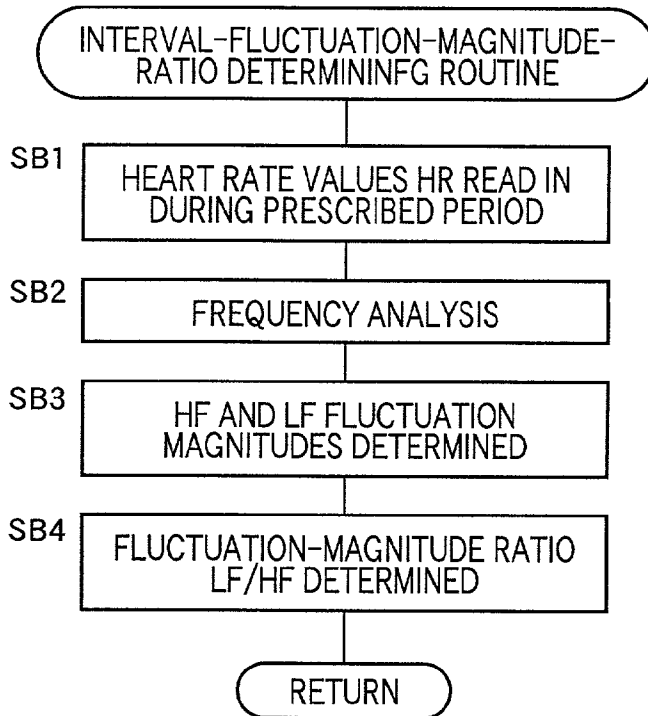 INTERVAL-FLUCTUATION-MAGNITUDE-
RATIO DETERMININFG ROUTINE
SB1
HEART RATE VALUES HR READ IN
DURING PRESCRIBED PERIOD
SB2
FREQUENCY ANALYSIS
SB3
HF AND LF FLUCTUATION
MAGNITUDES DETERMINED
SB4
FLUCTUATION-MAGNITUDE RATIO
LF/HF DETERMINED
RETURN